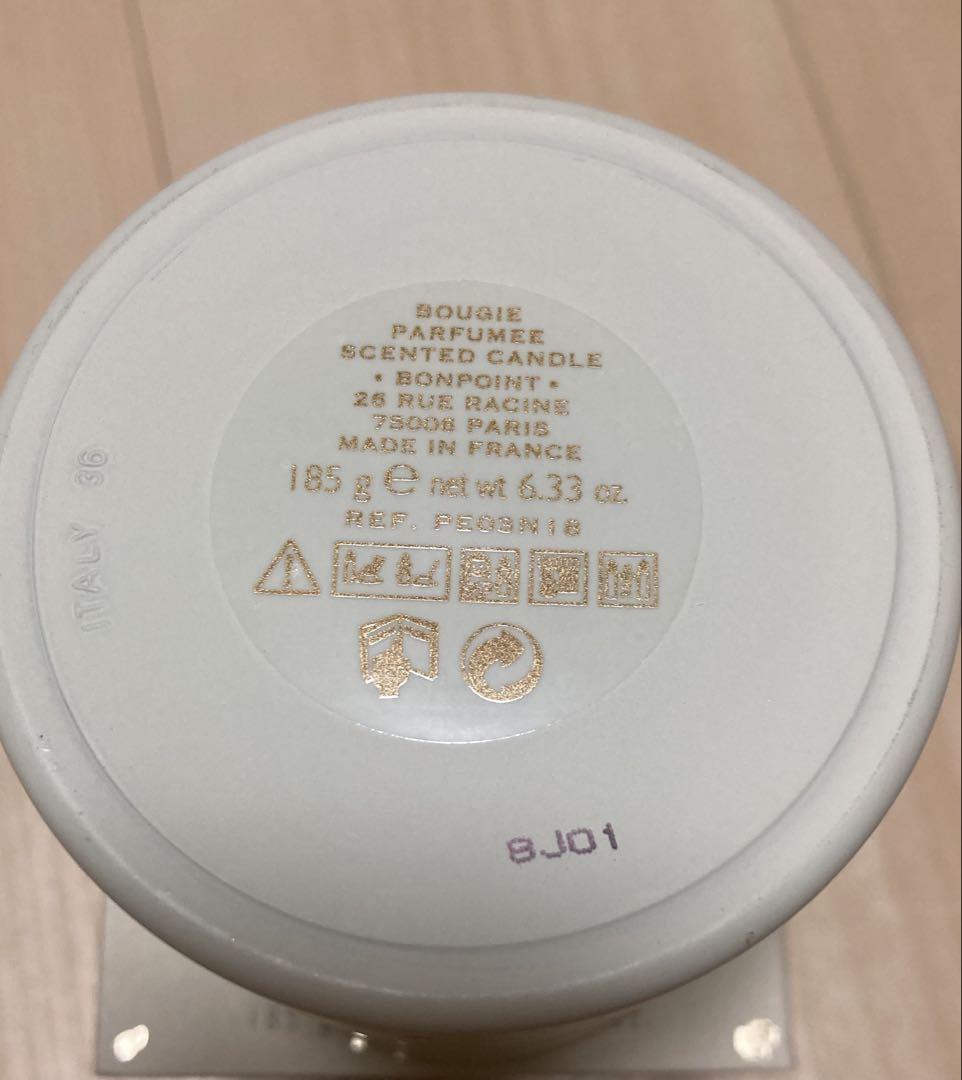 BOUGIE
PARFUMEE
SCENTED CANDLE
• BONPOINT •
26 RUE RACINE
75006 PARIS
MADE IN FRANCE
185 g e net wt 6.33 oz.
REF. PE03N18
ITALY 36
8J01